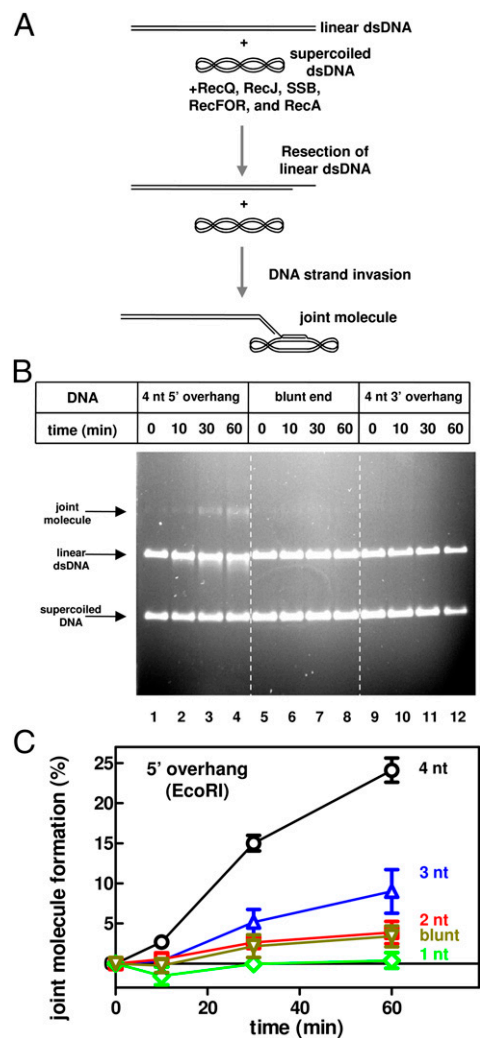 A
linear dsDNA
+
supercoiled
dsDNA
+RecQ, RecJ, SSB,
RecFOR, and RecA
Resection of
linear dsDNA
+
DNA strand invasion
joint molecule
B
DNA 4 nt 5' overhang blunt end 4 nt 3' overhang
time (min) 0 10 30 60 0 10 30 60 0 10 30 60
joint
molecule
linear
dsDNA
supercoiled
DNA
1 2 3 4 5 6 7 8 9 10 11 12
C
joint molecule formation (%)
25
15
5
5' overhang
(EcoRI)
4 nt
3 nt
2 nt
blunt
1 nt
0 20 40 60
time (min)